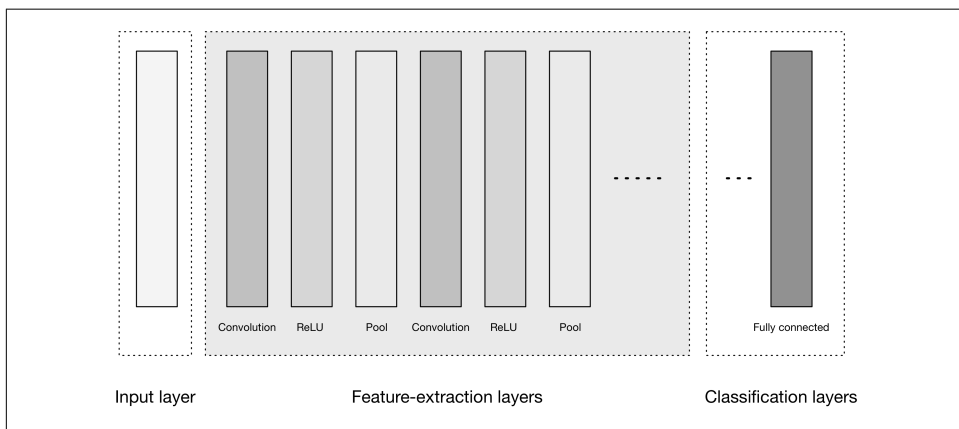 Convolution ReLU Pool Convolution ReLU Pool Fully connected
Input layer Feature-extraction layers Classification layers